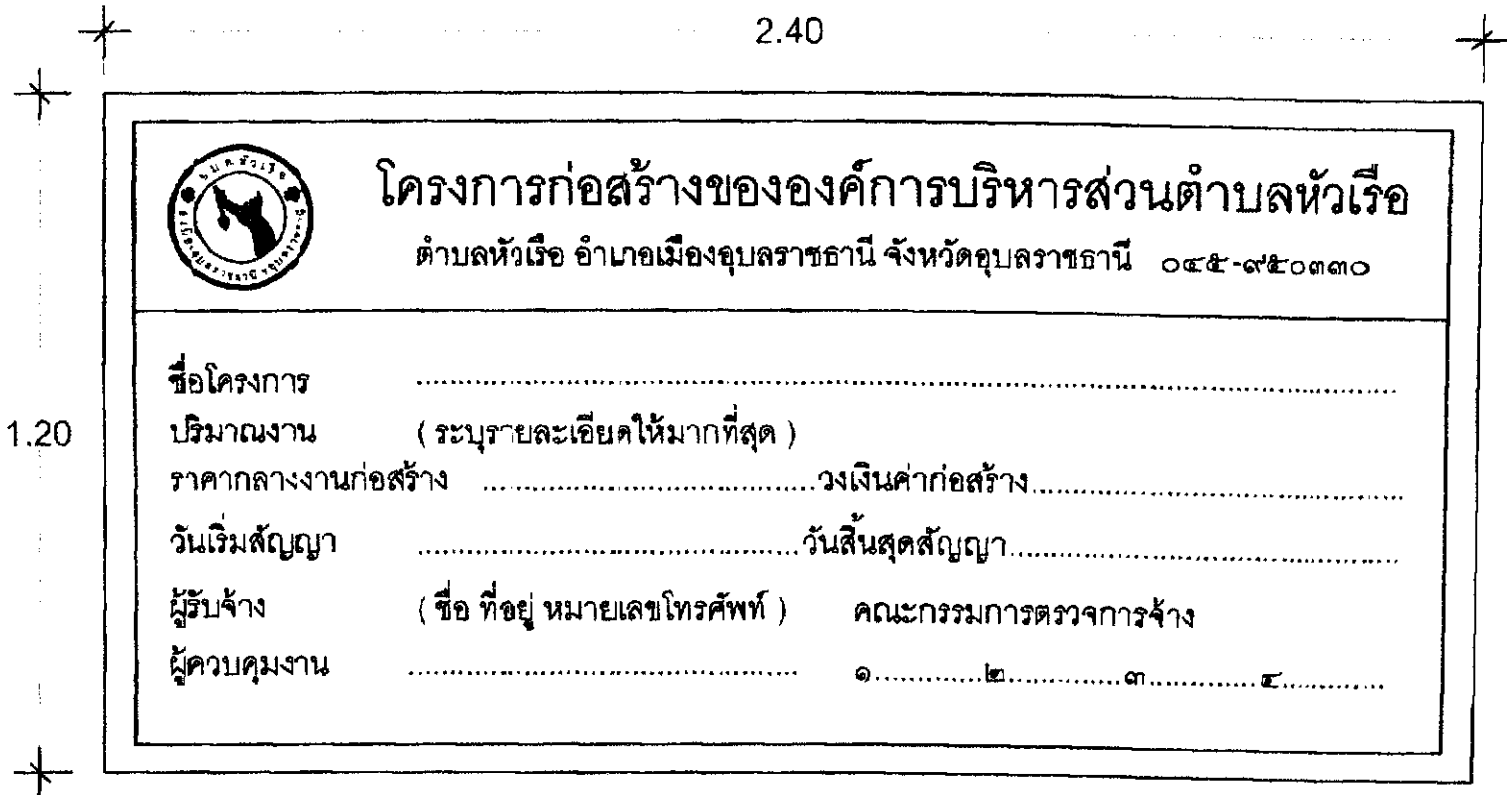 2.40
อ.บ.ต.หัวเรือ
โครงการก่อสร้างขององค์การบริหารส่วนตำบลหัวเรือ
ตำบลหัวเรือ อำเภอเมืองอุบลราชธานี จังหวัดอุบลราชธานี ๐๔๕-๙๕๐๓๓๐
ชื่อโครงการ ........................................
1.20
ปริมาณงาน ( ระบุรายละเอียดให้มากที่สุด )
ราคากลางงานก่อสร้าง ....................วงเงินค่าก่อสร้าง....................
วันเริ่มสัญญา ....................วันสิ้นสุดสัญญา....................
ผู้รับจ้าง ( ชื่อ ที่อยู่ หมายเลขโทรศัพท์ ) คณะกรรมการตรวจการจ้าง
ผู้ควบคุมงาน .................... ๑............๒............๓............๔............